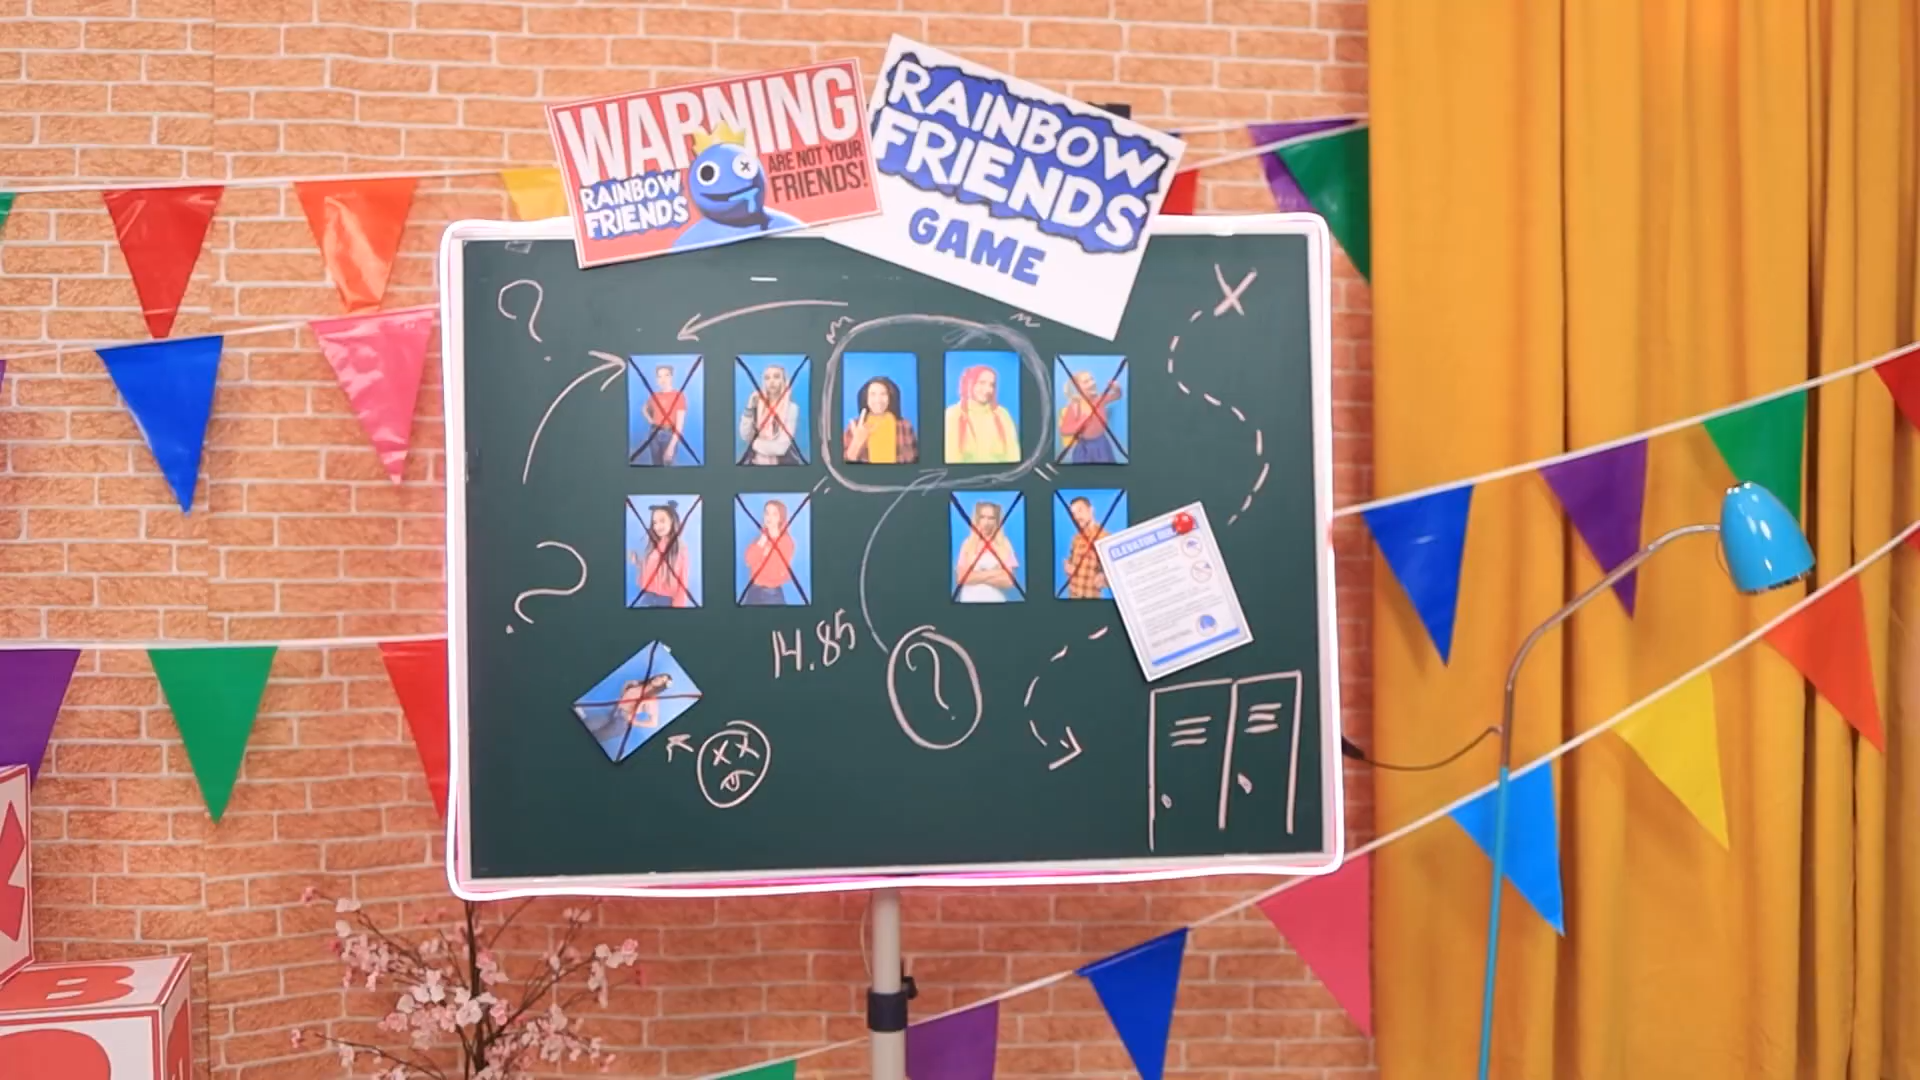 WARNING
RAINBOW
FRIENDS
ARE NOT YOUR
FRIENDS!
RAINBOW
FRIENDS
GAME
?
X
?
ELEVATOR
14.85
?
B